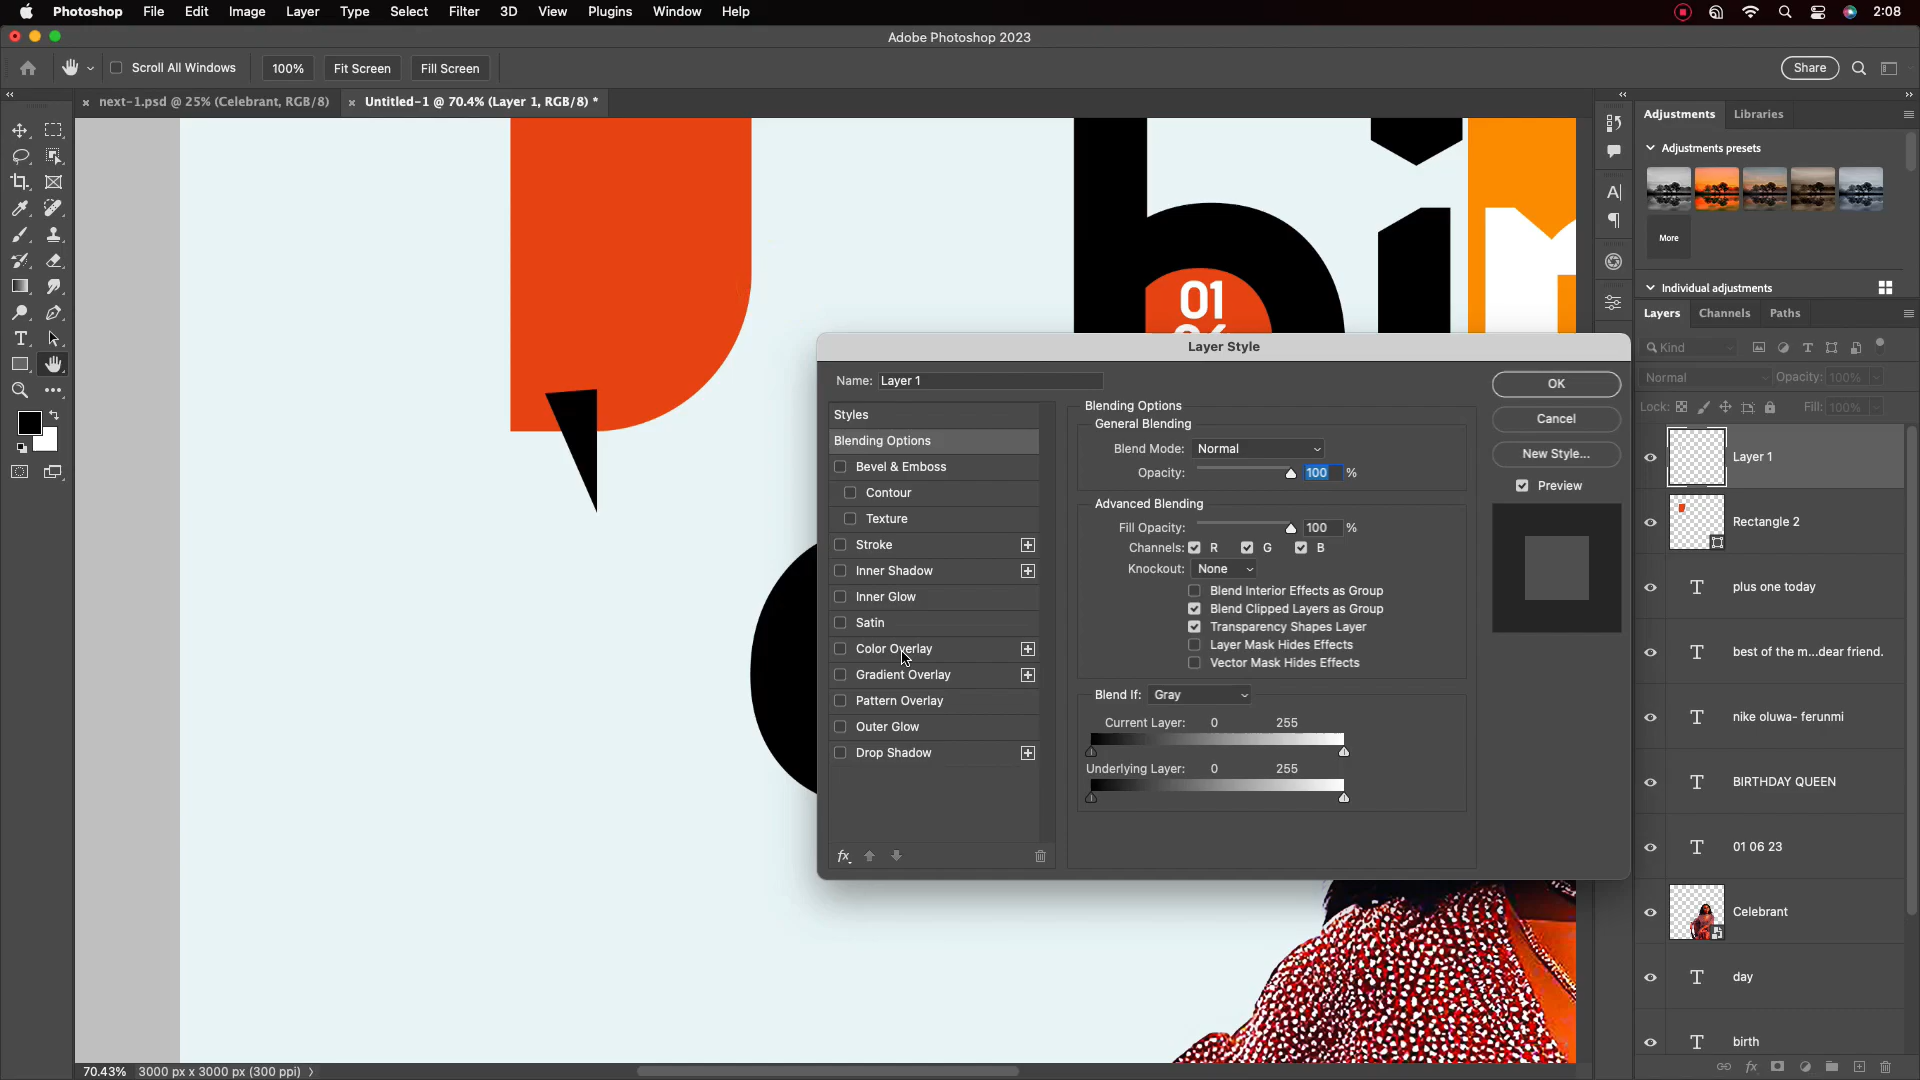 Photoshop File Edit Image Layer Type Select Filter 3D View Plugins Window Help 2:08
Adobe Photoshop 2023
Scroll All Windows 100% Fit Screen Fill Screen Share
next-1.psd @ 25% (Celebrant, RGB/8) Untitled-1 @ 70.4% (Layer 1, RGB/8) *
bi
01
Layer Style
Name: Layer 1
Styles
Blending Options
Bevel & Emboss
Contour
Texture
Stroke
Inner Shadow
Inner Glow
Satin
Color Overlay
Gradient Overlay
Pattern Overlay
Outer Glow
Drop Shadow
fx
Blending Options
General Blending
Blend Mode: Normal
Opacity: 100 %
Advanced Blending
Fill Opacity: 100 %
Channels: R G B
Knockout: None
Blend Interior Effects as Group
Blend Clipped Layers as Group
Transparency Shapes Layer
Layer Mask Hides Effects
Vector Mask Hides Effects
Blend If: Gray
Current Layer: 0 255
Underlying Layer: 0 255
OK
Cancel
New Style...
Preview
Adjustments Libraries
Adjustments presets
More
Individual adjustments
Layers Channels Paths
Kind
Normal Opacity: 100%
Lock: Fill: 100%
Layer 1
Rectangle 2
plus one today
best of the m...dear friend.
nike oluwa- ferunmi
BIRTHDAY QUEEN
01 06 23
Celebrant
day
birth
fx
70.43% 3000 px x 3000 px (300 ppi)